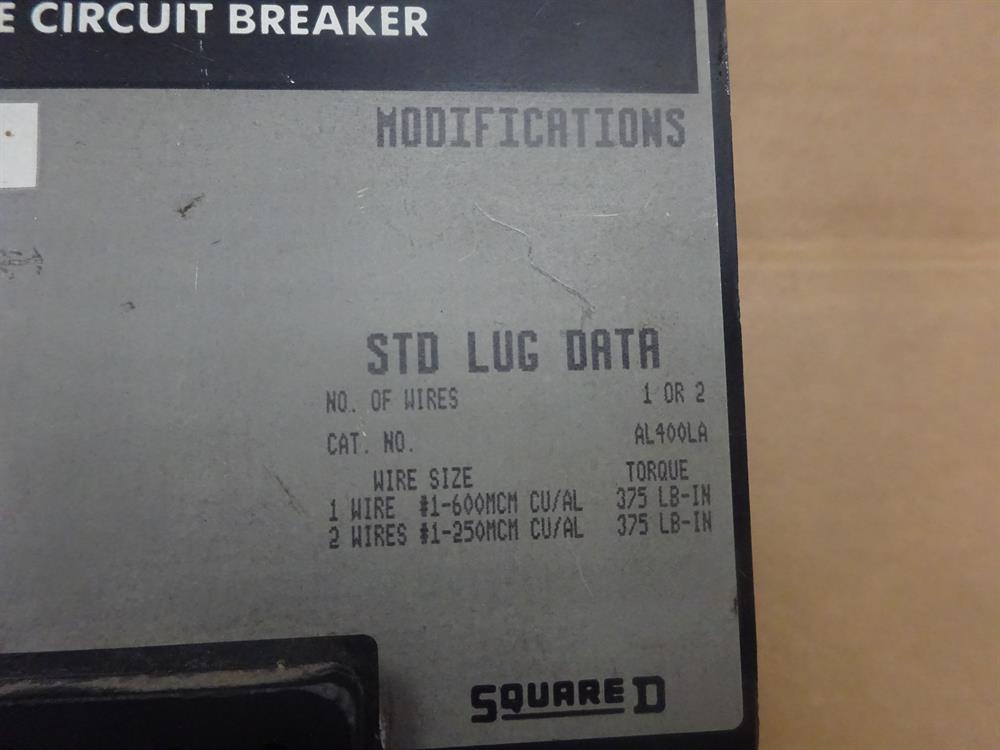 E CIRCUIT BREAKER
MODIFICATIONS
STD LUG DATA
NO. OF WIRES 1 OR 2
CAT. NO. AL400LA
WIRE SIZE TORQUE
1 WIRE #1-600MCM CU/AL 375 LB-IN
2 WIRES #1-250MCM CU/AL 375 LB-IN
SQUARE D